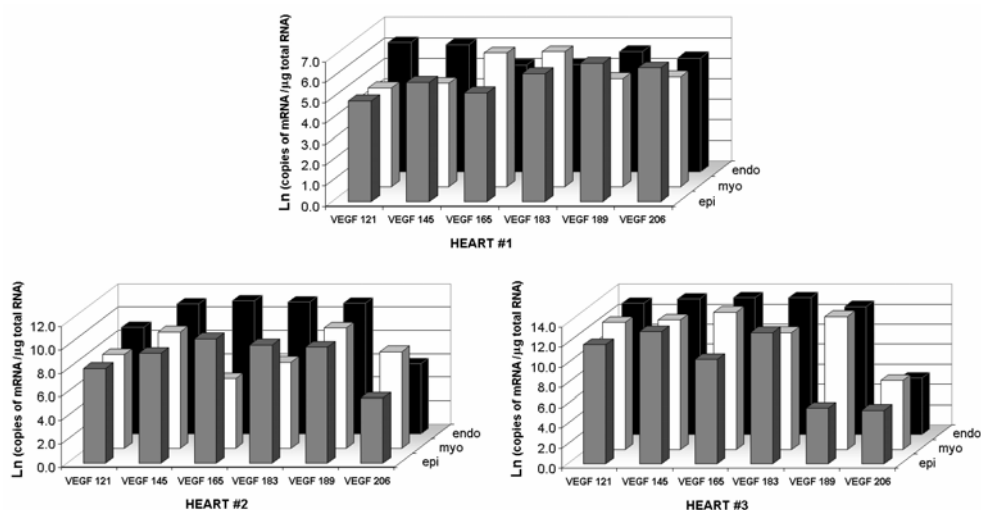 Ln (copies of mRNA /µg total RNA)
7.0
6.0
5.0
4.0
3.0
2.0
1.0
0.0
endo
myo
epi
VEGF 121 VEGF 145 VEGF 165 VEGF 183 VEGF 189 VEGF 206
HEART #1
Ln (copies of mRNA /µg total RNA)
12.0
10.0
8.0
6.0
4.0
2.0
0.0
endo
myo
epi
VEGF 121 VEGF 145 VEGF 165 VEGF 183 VEGF 189 VEGF 206
HEART #2
Ln (copies of mRNA /µg total RNA)
14.0
12.0
10.0
8.0
6.0
4.0
2.0
0.0
endo
myo
epi
VEGF 121 VEGF 145 VEGF 165 VEGF 183 VEGF 189 VEGF 206
HEART #3